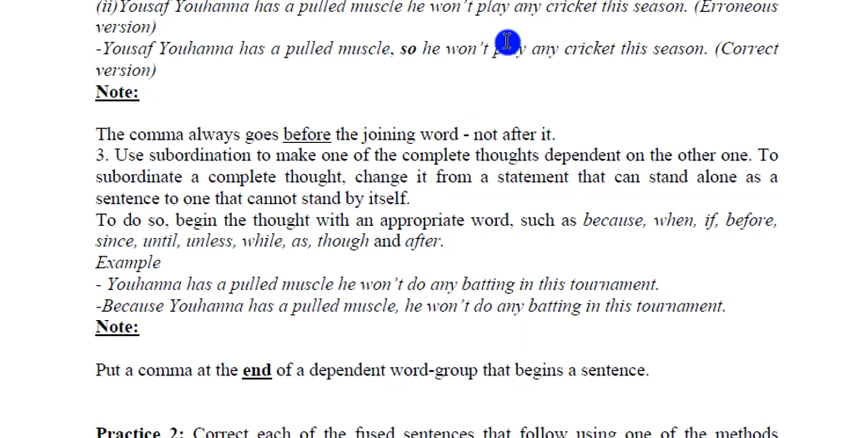 (ii)Yousaf Youhanna has a pulled muscle he won't play any cricket this season. (Erroneous
version)
-Yousaf Youhanna has a pulled muscle, so he won't play any cricket this season. (Correct
version)
Note:
The comma always goes before the joining word - not after it.
3. Use subordination to make one of the complete thoughts dependent on the other one. To
subordinate a complete thought, change it from a statement that can stand alone as a
sentence to one that cannot stand by itself.
To do so, begin the thought with an appropriate word, such as because, when, if, before,
since, until, unless, while, as, though and after.
Example
- Youhanna has a pulled muscle he won't do any batting in this tournament.
-Because Youhanna has a pulled muscle, he won't do any batting in this tournament.
Note:
Put a comma at the end of a dependent word-group that begins a sentence.
Practice 2: Correct each of the fused sentences that follow using one of the methods